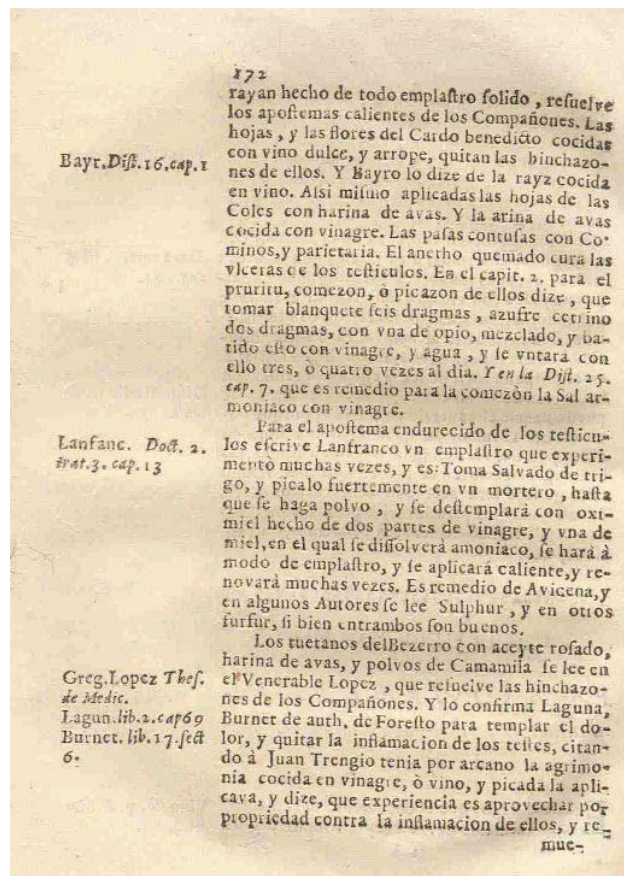 172
rayan hecho de todo emplaſtro ſolido, reſuelve
los apoſtemas calientes de los Compañones. Las
hojas, y las flores del Cardo benedicto cocidas
con vino dulce, y arrope, quitan las hinchazo-
Bayr. Diſt. 16. cap. 1
nes de ellos. Y Bayro lo dize de la rayz cocida
en vino. Aſsi miſmo aplicadas las hojas de las
Coles con harina de avas. Y la arina de avas
cocida con vinagre. Las paſas contuſas con Co-
minos, y parietaria. El anetho quemado cura las
vlceras de los teſticulos. En el capit. 2. para el
pruritu, comezon, ò picazon de ellos dize, que
tomar blanquete ſeis dragmas, azufre cetrino
dos dragmas, con vna de opio, mezclado, y ba-
tido eſto con vinagre, y agua, y ſe vntarà con
ello tres, ò quatro vezes al dia. Y en la Diſt. 25.
cap. 7. que es remedio para la comezòn la Sal ar-
moniaco con vinagre.
Para el apoſtema endurecido de los teſticu-
Lanfanc. Doct. 2.
trat. 3. cap. 13
los eſcrive Lanfranco vn emplaſtro que experi-
mentò muchas vezes, y es: Toma Salvado de tri-
go, y picalo fuertemente en vn mortero, haſta
que ſe haga polvo, y ſe deſtemplarà con oxi-
miel hecho de dos partes de vinagre, y vna de
miel, en el qual ſe diſſolverà amoniaco, ſe harà à
modo de emplaſtro, y ſe aplicarà caliente, y re-
novarà muchas vezes. Es remedio de Avicena, y
en algunos Autores ſe lee Sulphur, y en otros
furfur, ſi bien entrambos ſon buenos.
Los tuetanos del Bezerro con aceyte roſado,
harina de avas, y polvos de Camamila ſe lee en
Greg. Lopez Theſ.
de Medic.
Lagun. lib. 2. cap 69
Burnet. lib. 17. ſect
6.
el Venerable Lopez, que reſuelve las hinchazo-
nes de los Compañones. Y lo confirma Laguna,
Burnet de auth. de Foreſto para templar el do-
lor, y quitar la inflamacion de los teſtes, citan-
do à Juan Trengio tenia por arcano la agrimo-
nia cocida en vinagre, ò vino, y picada la apli-
cava, y dize, que experiencia es aprovechar por
propriedad contra la inflamacion de ellos, y re-
mue-